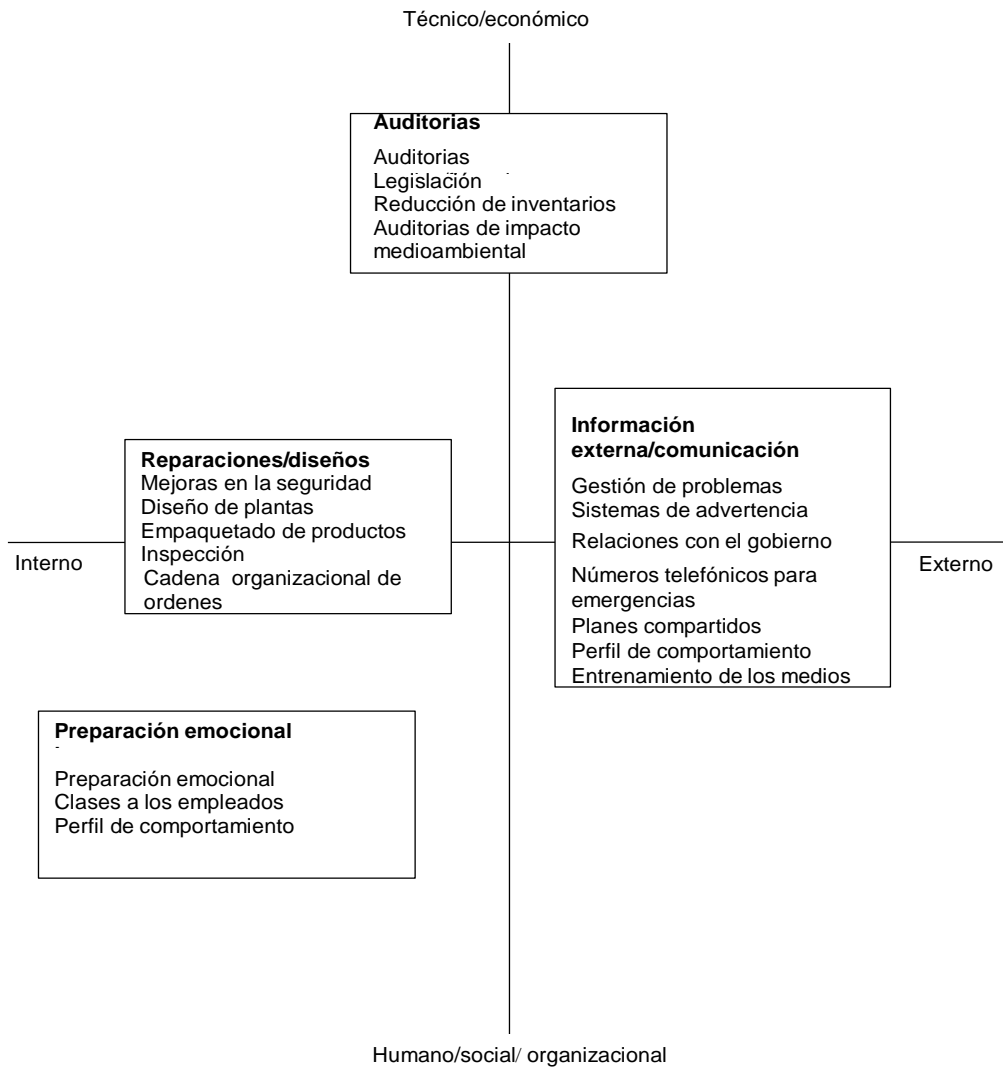 Técnico/económico
Auditorias
Auditorias
Legislación
Reducción de inventarios
Auditorias de impacto
medioambiental
Información
externa/comunicación
Gestión de problemas
Sistemas de advertencia
Relaciones con el gobierno
Números telefónicos para
emergencias
Planes compartidos
Perfil de comportamiento
Entrenamiento de los medios
Reparaciones/diseños
Mejoras en la seguridad
Diseño de plantas
Empaquetado de productos
Inspección
Cadena organizacional de
ordenes
Interno
Externo
Preparación emocional
Preparación emocional
Clases a los empleados
Perfil de comportamiento
Humano/social/ organizacional